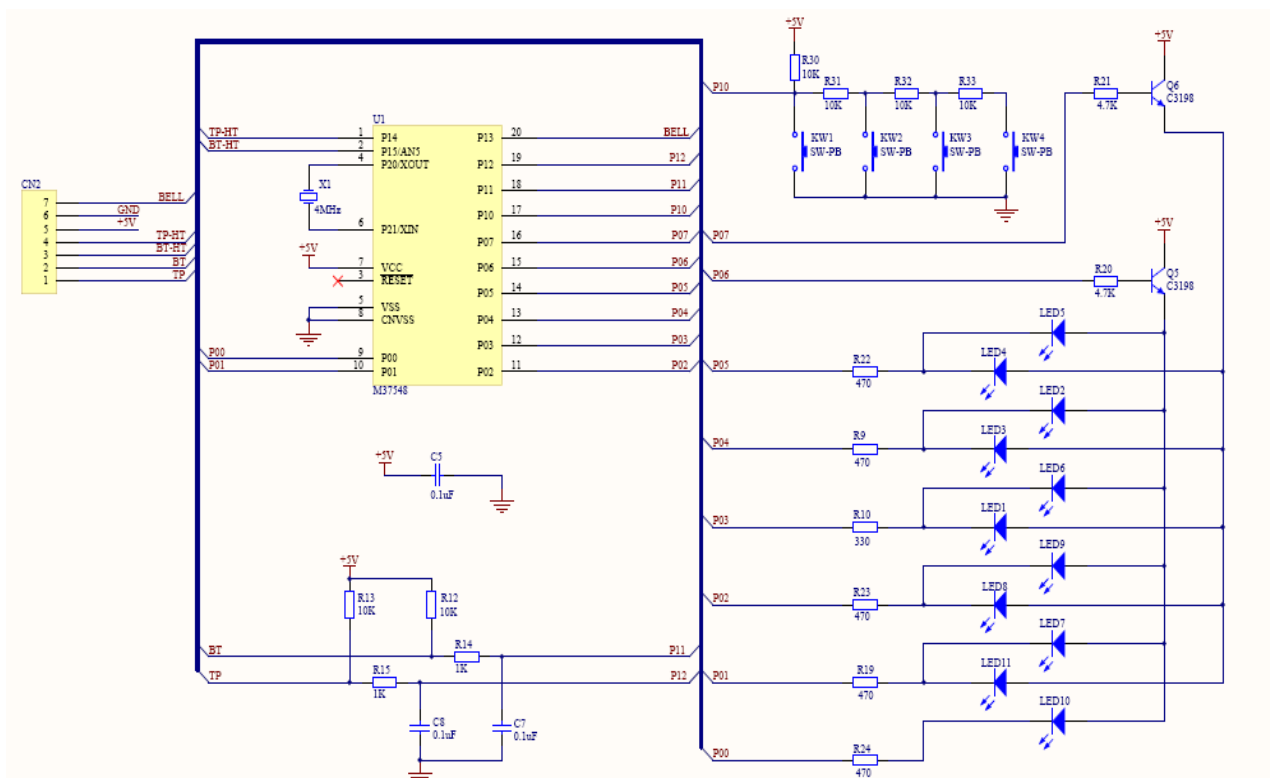 CN2
7
6
5
4
3
2
1
BELL
GND
+5V
TP-HT
BT-HT
BT
TP
TP-HT
BT-HT
X1
4MHz
+5V
P00
P01
U1
1
2
4
6
7
3
5
8
9
10
P14
P15/AN5
P20/XOUT
P21/XIN
VCC
RESET
VSS
CNVSS
P00
P01
M37548
P13
P12
P11
P10
P07
P06
P05
P04
P03
P02
20
19
18
17
16
15
14
13
12
11
BELL
P12
P11
P10
P07
P06
P05
P04
P03
P02
+5V
C5
0.1uF
+5V
R13
10K
R12
10K
BT
R14
1K
P11
TP
R15
1K
P12
C8
0.1uF
C7
0.1uF
+5V
R30
10K
P10
R31
10K
R32
10K
R33
10K
KW1
SW-PB
KW2
SW-PB
KW3
SW-PB
KW4
SW-PB
+5V
R21
4.7K
Q6
C3198
P07
+5V
P06
R20
4.7K
Q5
C3198
LED5
P05
R22
470
LED4
LED2
P04
R9
470
LED3
LED6
P03
R10
330
LED1
LED9
P02
R23
470
LED8
LED7
P01
R19
470
LED11
LED10
P00
R24
470